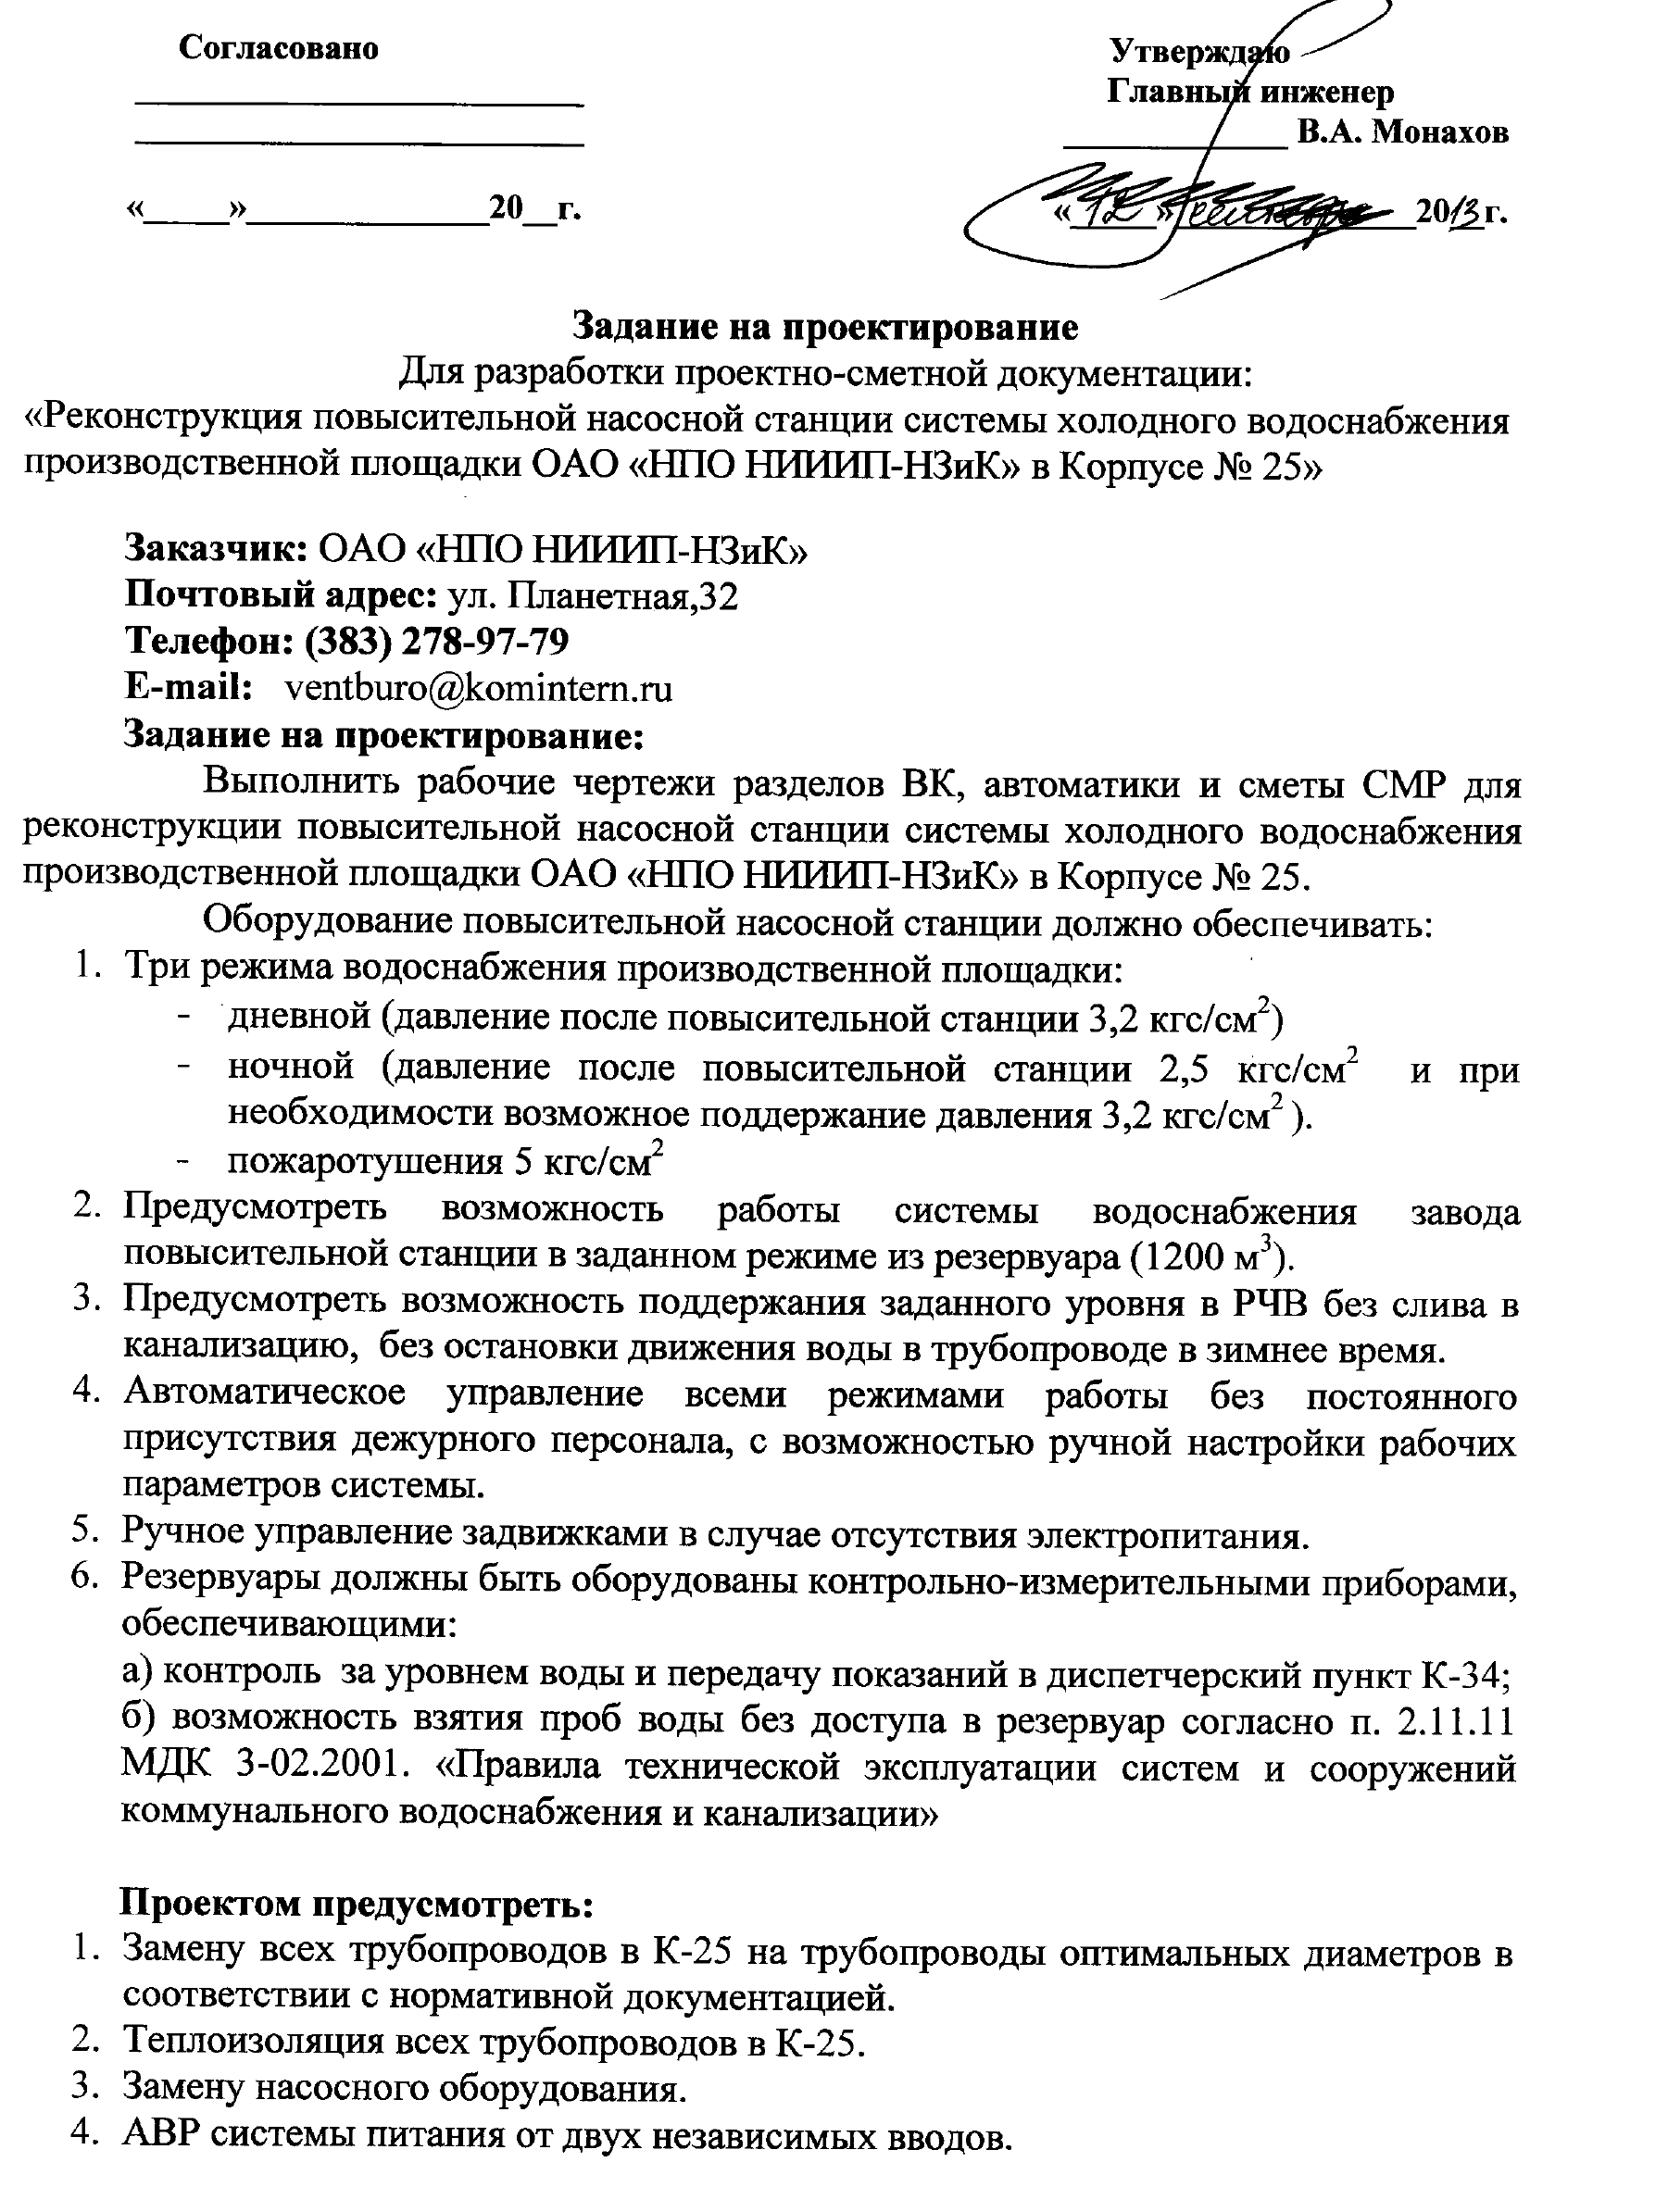 Согласовано
Утверждаю
Главный инженер
В.А. Монахов
«_____»______________20__г.
«12» сентября 2013 г.
Задание на проектирование
Для разработки проектно-сметной документации:
«Реконструкция повысительной насосной станции системы холодного водоснабжения
производственной площадки ОАО «НПО НИИИП-НЗиК» в Корпусе № 25»
Заказчик: ОАО «НПО НИИИП-НЗиК»
Почтовый адрес: ул. Планетная,32
Телефон: (383) 278-97-79
E-mail: ventburo@komintern.ru
Задание на проектирование:
Выполнить рабочие чертежи разделов ВК, автоматики и сметы СМР для
реконструкции повысительной насосной станции системы холодного водоснабжения
производственной площадки ОАО «НПО НИИИП-НЗиК» в Корпусе № 25.
Оборудование повысительной насосной станции должно обеспечивать:
1. Три режима водоснабжения производственной площадки:
- дневной (давление после повысительной станции 3,2 кгс/см²)
- ночной (давление после повысительной станции 2,5 кгс/см² и при
необходимости возможное поддержание давления 3,2 кгс/см² ).
- пожаротушения 5 кгс/см²
2. Предусмотреть возможность работы системы водоснабжения завода
повысительной станции в заданном режиме из резервуара (1200 м³).
3. Предусмотреть возможность поддержания заданного уровня в РЧВ без слива в
канализацию, без остановки движения воды в трубопроводе в зимнее время.
4. Автоматическое управление всеми режимами работы без постоянного
присутствия дежурного персонала, с возможностью ручной настройки рабочих
параметров системы.
5. Ручное управление задвижками в случае отсутствия электропитания.
6. Резервуары должны быть оборудованы контрольно-измерительными приборами,
обеспечивающими:
а) контроль за уровнем воды и передачу показаний в диспетчерский пункт К-34;
б) возможность взятия проб воды без доступа в резервуар согласно п. 2.11.11
МДК 3-02.2001. «Правила технической эксплуатации систем и сооружений
коммунального водоснабжения и канализации»
Проектом предусмотреть:
1. Замену всех трубопроводов в К-25 на трубопроводы оптимальных диаметров в
соответствии с нормативной документацией.
2. Теплоизоляция всех трубопроводов в К-25.
3. Замену насосного оборудования.
4. АВР системы питания от двух независимых вводов.